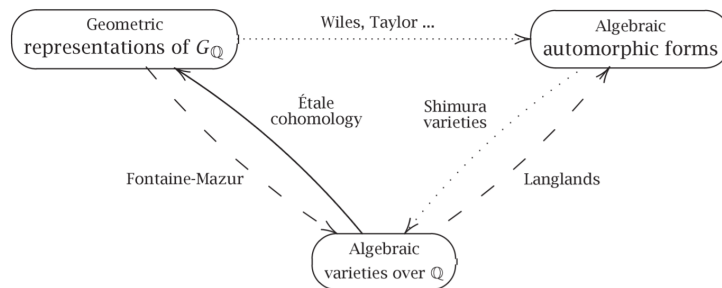 Geometric
representations of G_ℚ
Wiles, Taylor ...
Algebraic
automorphic forms
Étale
cohomology
Shimura
varieties
Fontaine-Mazur
Langlands
Algebraic
varieties over ℚ